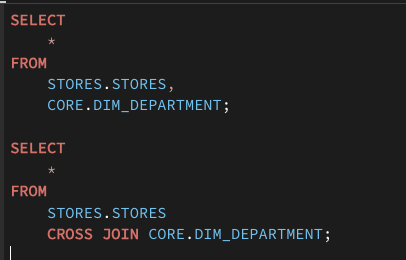 SELECT
    *
FROM
    STORES.STORES,
    CORE.DIM_DEPARTMENT;

SELECT
    *
FROM
    STORES.STORES
    CROSS JOIN CORE.DIM_DEPARTMENT;